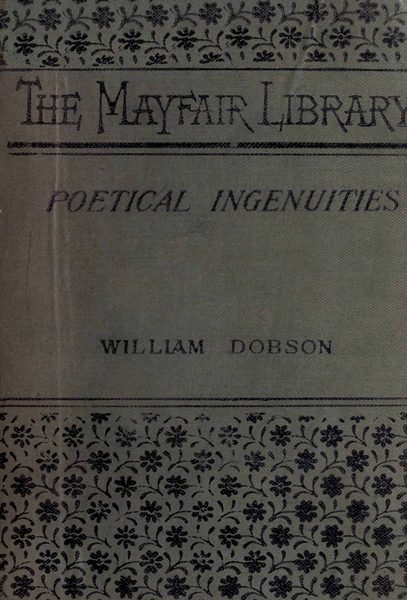 THE MAYFAIR LIBRARY
POETICAL INGENUITIES
WILLIAM DOBSON